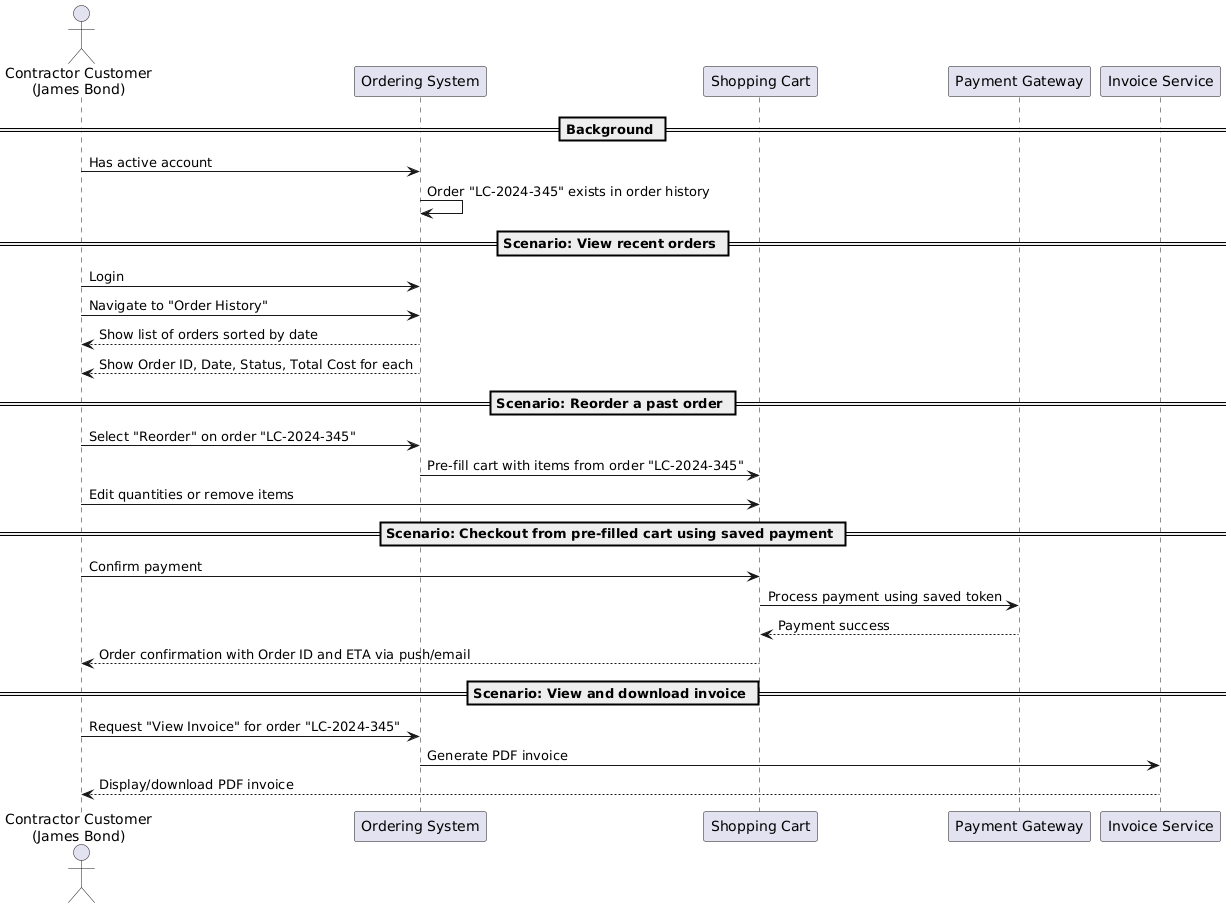 Contractor Customer
(James Bond)
Ordering System
Shopping Cart
Payment Gateway
Invoice Service
Background
Has active account
Order "LC-2024-345" exists in order history
Scenario: View recent orders
Login
Navigate to "Order History"
Show list of orders sorted by date
Show Order ID, Date, Status, Total Cost for each
Scenario: Reorder a past order
Select "Reorder" on order "LC-2024-345"
Pre-fill cart with items from order "LC-2024-345"
Edit quantities or remove items
Scenario: Checkout from pre-filled cart using saved payment
Confirm payment
Process payment using saved token
Payment success
Order confirmation with Order ID and ETA via push/email
Scenario: View and download invoice
Request "View Invoice" for order "LC-2024-345"
Generate PDF invoice
Display/download PDF invoice
Contractor Customer
(James Bond)
Ordering System
Shopping Cart
Payment Gateway
Invoice Service